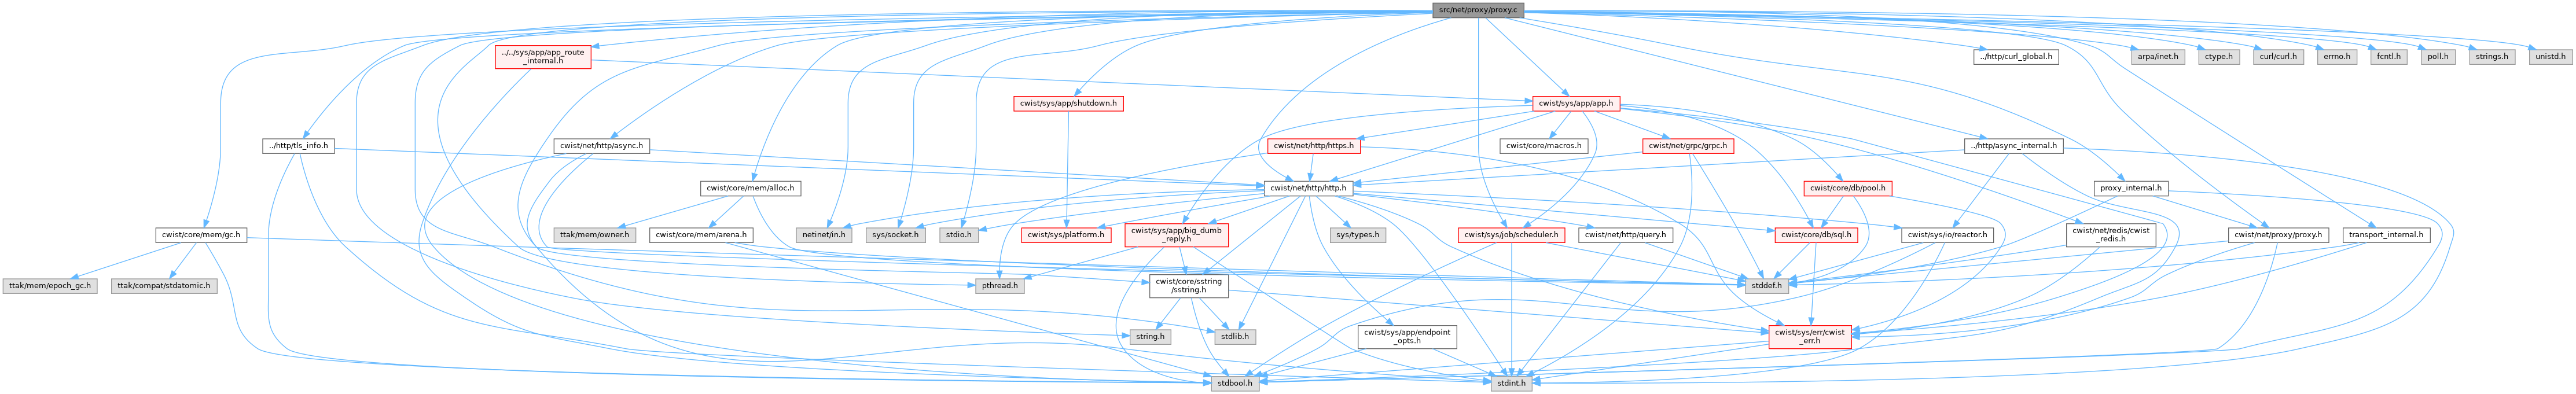 src/net/proxy/proxy.c
../../sys/app/app_route
_internal.h
../http/curl_global.h
arpa/inet.h
ctype.h
curl/curl.h
errno.h
fcntl.h
poll.h
strings.h
unistd.h
cwist/sys/app/shutdown.h
cwist/sys/app/app.h
../http/tls_info.h
cwist/net/http/async.h
cwist/net/http/https.h
cwist/core/macros.h
cwist/net/grpc/grpc.h
../http/async_internal.h
cwist/core/mem/alloc.h
cwist/net/http/http.h
cwist/core/db/pool.h
proxy_internal.h
cwist/core/mem/gc.h
ttak/mem/owner.h
cwist/core/mem/arena.h
netinet/in.h
sys/socket.h
stdio.h
cwist/sys/platform.h
cwist/sys/app/big_dumb
_reply.h
sys/types.h
cwist/sys/job/scheduler.h
cwist/net/http/query.h
cwist/core/db/sql.h
cwist/sys/io/reactor.h
cwist/net/redis/cwist
_redis.h
cwist/net/proxy/proxy.h
transport_internal.h
ttak/mem/epoch_gc.h
ttak/compat/stdatomic.h
pthread.h
cwist/core/sstring
/sstring.h
stddef.h
string.h
stdlib.h
cwist/sys/app/endpoint
_opts.h
cwist/sys/err/cwist
_err.h
stdbool.h
stdint.h